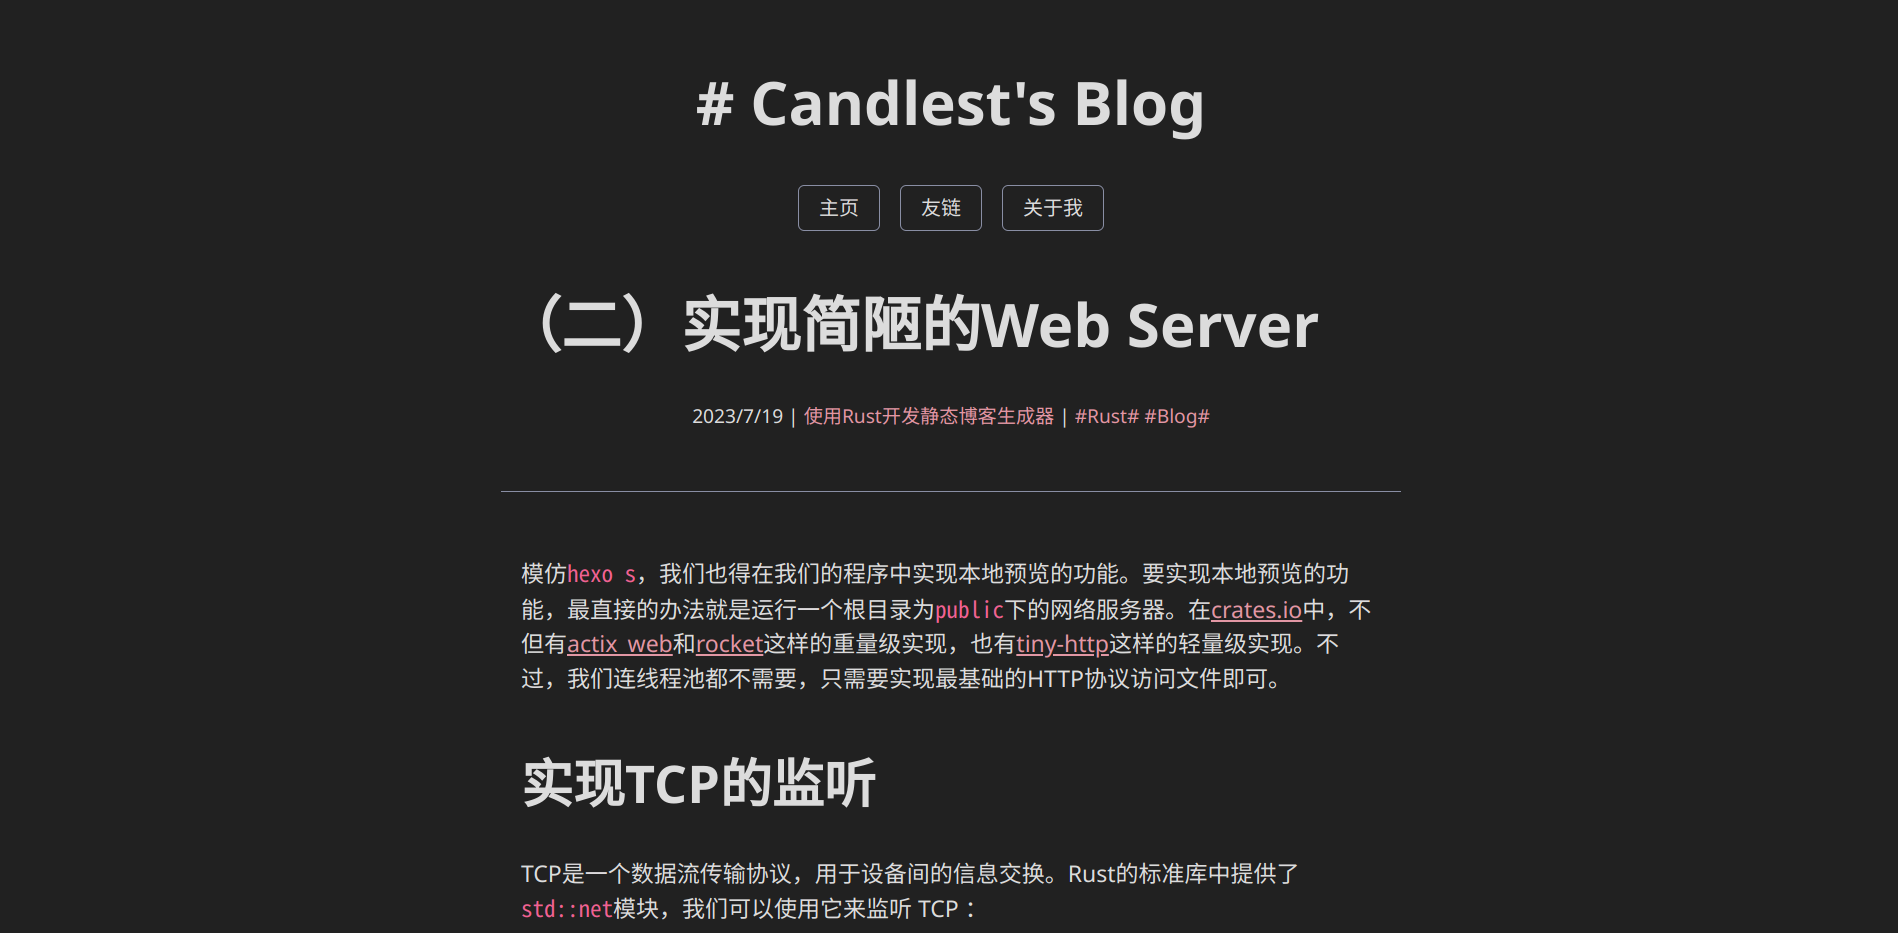 # Candlest's Blog
主页 友链 关于我
（二）实现简陋的Web Server
2023/7/19 | 使用Rust开发静态博客生成器 | #Rust# #Blog#
模仿hexo s，我们也得在我们的程序中实现本地预览的功能。要实现本地预览的功
能，最直接的办法就是运行一个根目录为public下的网络服务器。在crates.io中，不
但有actix_web和rocket这样的重量级实现，也有tiny-http这样的轻量级实现。不
过，我们连线程池都不需要，只需要实现最基础的HTTP协议访问文件即可。
实现TCP的监听
TCP是一个数据流传输协议，用于设备间的信息交换。Rust的标准库中提供了
std::net模块，我们可以使用它来监听 TCP：